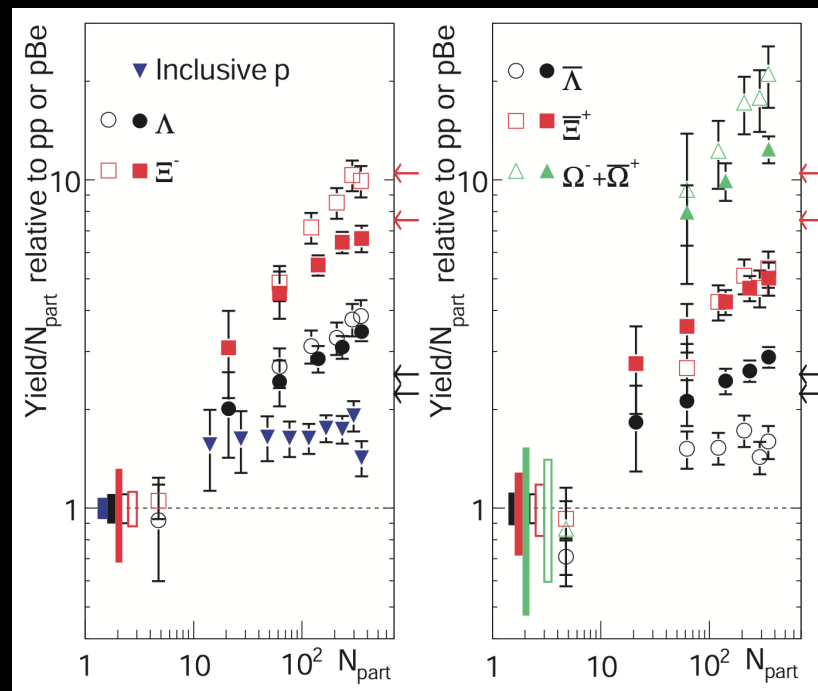 Yield/N_part relative to pp or pBe
10
1
Inclusive p
Λ
Ξ⁻
1 10 10² N_part
Yield/N_part relative to pp or pBe
10
1
Λ̅
Ξ̅⁺
Ω⁻+Ω̅⁺
1 10 10² N_part